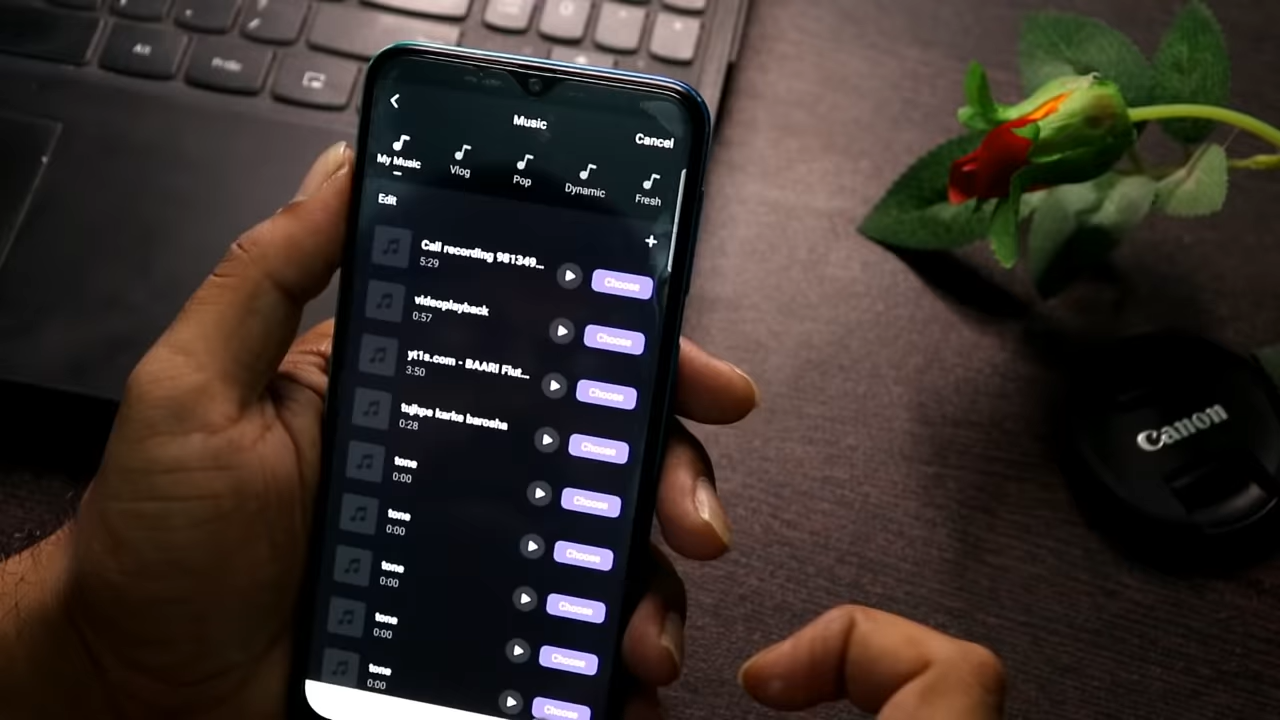 Alt
PrtSc
Music
Cancel
My Music
Vlog
Pop
Dynamic
Fresh
Edit
+
Call recording 981349...
5:29
Choose
videoplayback
0:57
Choose
yt1s.com - BAARI Flut...
3:50
Choose
tujhpe karke barosha
0:28
Choose
tone
0:00
Choose
tone
0:00
Choose
tone
0:00
Choose
tone
0:00
Choose
tone
0:00
Choose
Canon